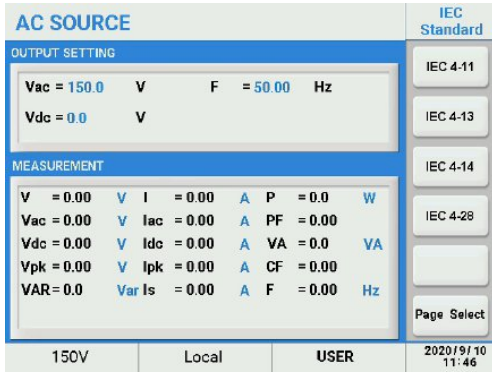 AC SOURCE
OUTPUT SETTING
Vac = 150.0 V F = 50.00 Hz
Vdc = 0.0 V
MEASUREMENT
V = 0.00 V I = 0.00 A P = 0.0 W
Vac = 0.00 V Iac = 0.00 A PF = 0.00
Vdc = 0.00 V Idc = 0.00 A VA = 0.0 VA
Vpk = 0.00 V Ipk = 0.00 A CF = 0.00
VAR= 0.0 Var Is = 0.00 A F = 0.00 Hz
150V Local USER
IEC
Standard
IEC 4-11
IEC 4-13
IEC 4-14
IEC 4-28
Page Select
2020/9/10
11:46